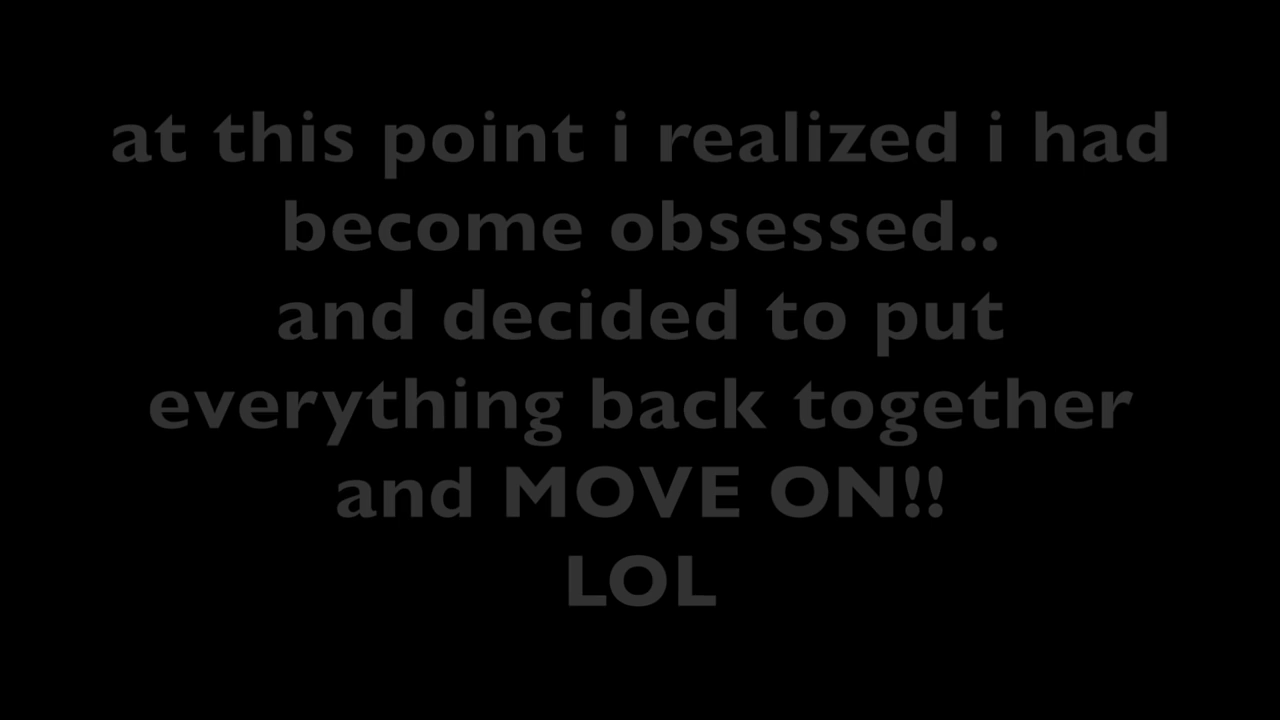 at this point i realized i had
become obsessed..
and decided to put
everything back together
and MOVE ON!!
LOL